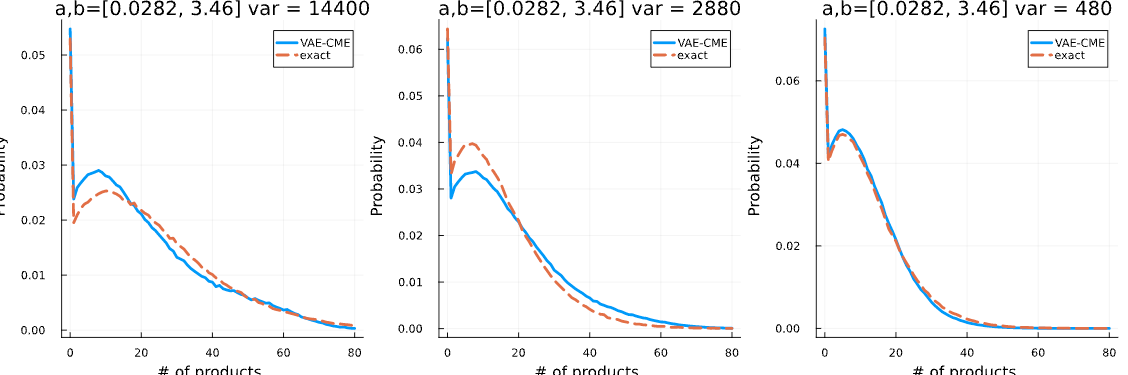 a,b=[0.0282, 3.46] var = 14400
0.05
0.04
0.03
0.02
0.01
0.00
0
20
40
60
80
Probability
# of products
VAE-CME
exact
a,b=[0.0282, 3.46] var = 2880
0.06
0.05
0.04
0.03
0.02
0.01
0.00
0
20
40
60
80
Probability
# of products
VAE-CME
exact
a,b=[0.0282, 3.46] var = 480
0.06
0.04
0.02
0.00
0
20
40
60
80
Probability
# of products
VAE-CME
exact